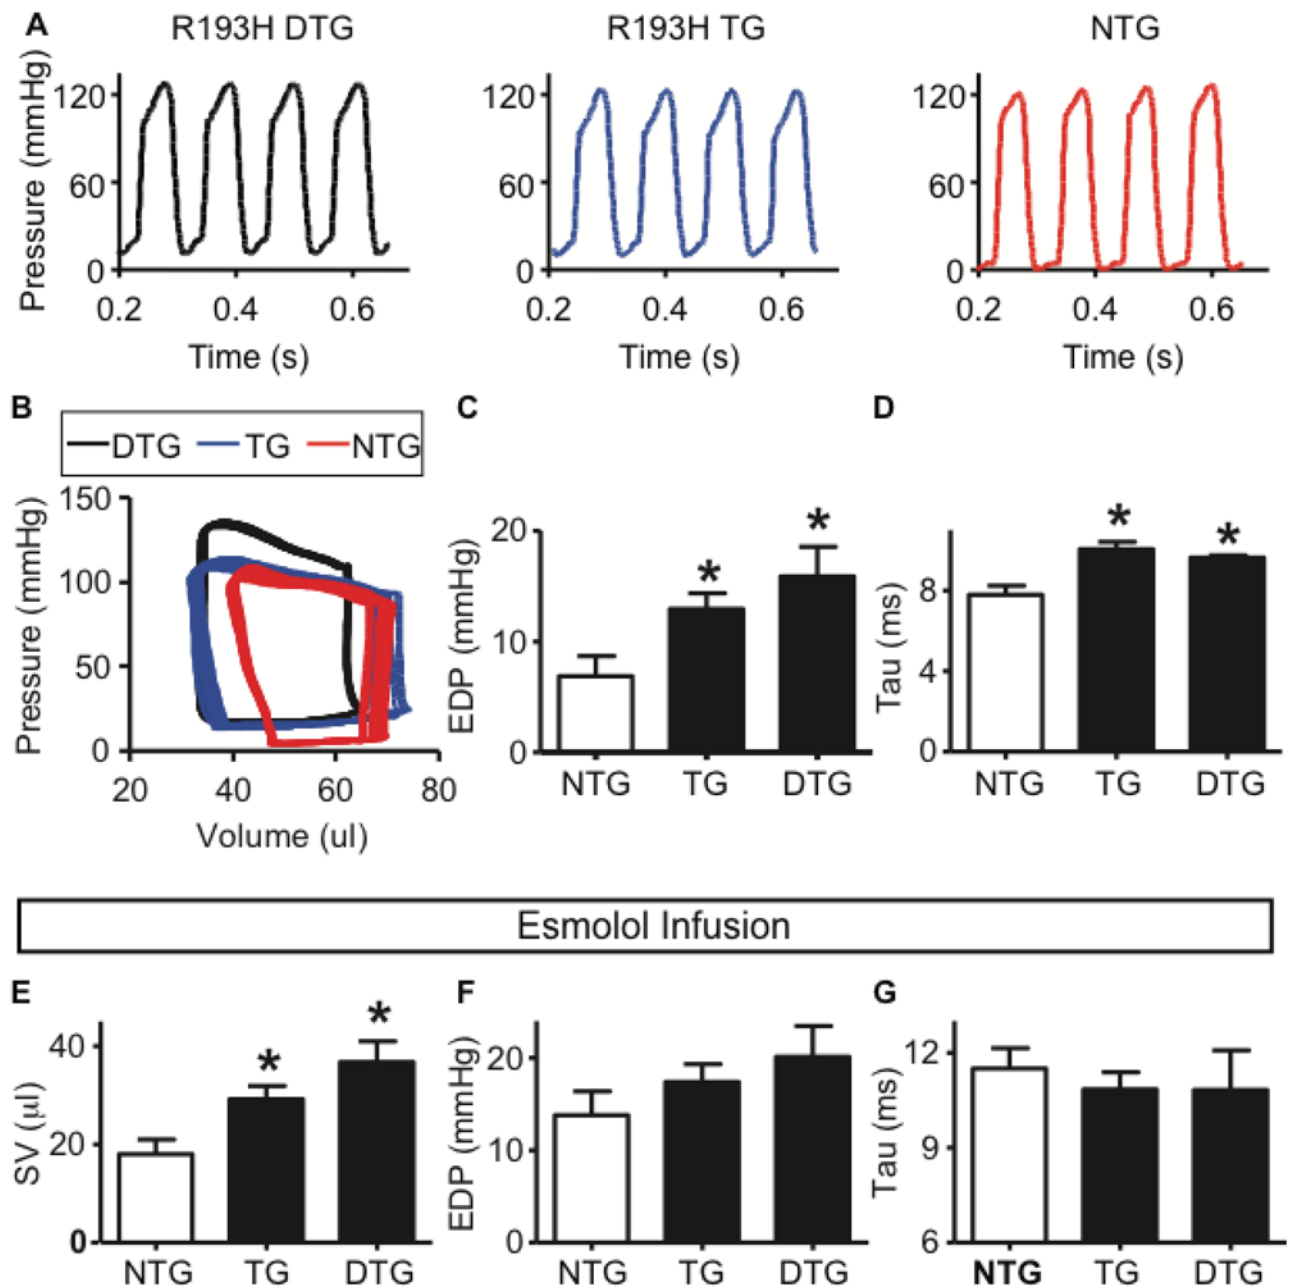 A
R193H DTG R193H TG NTG
Pressure (mmHg)
120
60
0
0.2 0.4 0.6
Time (s)
120
60
0
0.2 0.4 0.6
Time (s)
120
60
0
0.2 0.4 0.6
Time (s)
B
DTG TG NTG
Pressure (mmHg)
150
100
50
0
20 40 60 80
Volume (ul)
C
EDP (mmHg)
20
10
0
* *
NTG TG DTG
D
Tau (ms)
8
4
0
* *
NTG TG DTG
Esmolol Infusion
E
SV (µl)
40
20
0
* *
NTG TG DTG
F
EDP (mmHg)
20
10
0
NTG TG DTG
G
Tau (ms)
12
9
6
NTG TG DTG